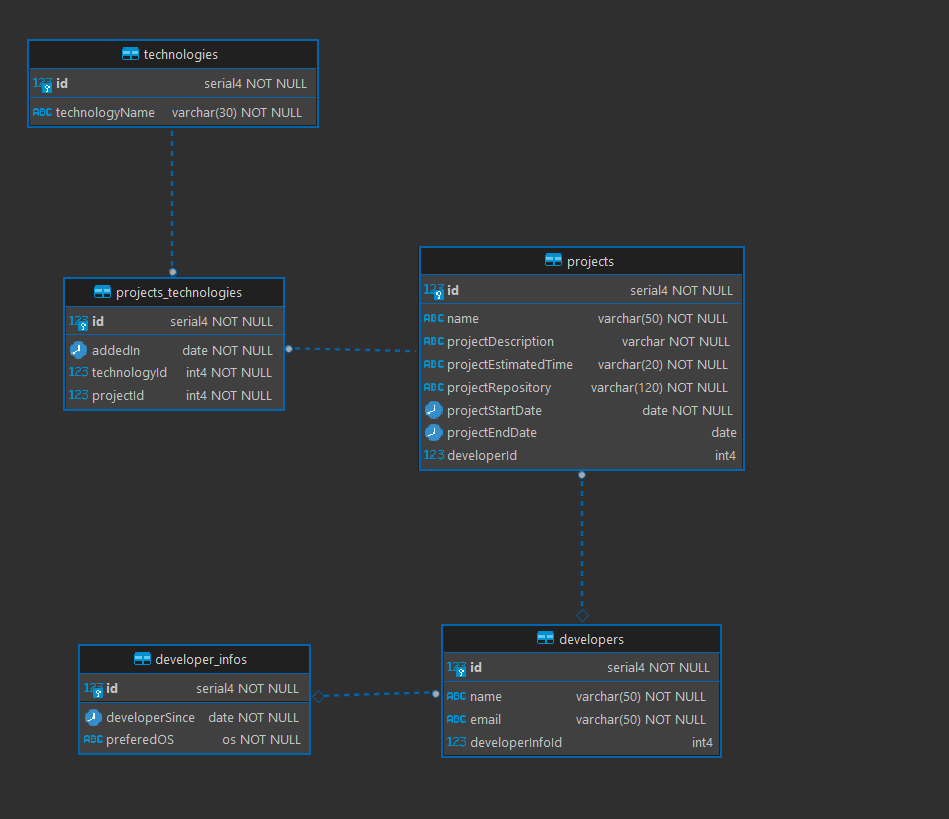 technologies
123 id serial4 NOT NULL
ABC technologyName varchar(30) NOT NULL
projects_technologies
123 id serial4 NOT NULL
addedIn date NOT NULL
123 technologyId int4 NOT NULL
123 projectId int4 NOT NULL
projects
123 id serial4 NOT NULL
ABC name varchar(50) NOT NULL
ABC projectDescription varchar NOT NULL
ABC projectEstimatedTime varchar(20) NOT NULL
ABC projectRepository varchar(120) NOT NULL
projectStartDate date NOT NULL
projectEndDate date
123 developerId int4
developer_infos
123 id serial4 NOT NULL
developerSince date NOT NULL
ABC preferedOS os NOT NULL
developers
123 id serial4 NOT NULL
ABC name varchar(50) NOT NULL
ABC email varchar(50) NOT NULL
123 developerInfoId int4